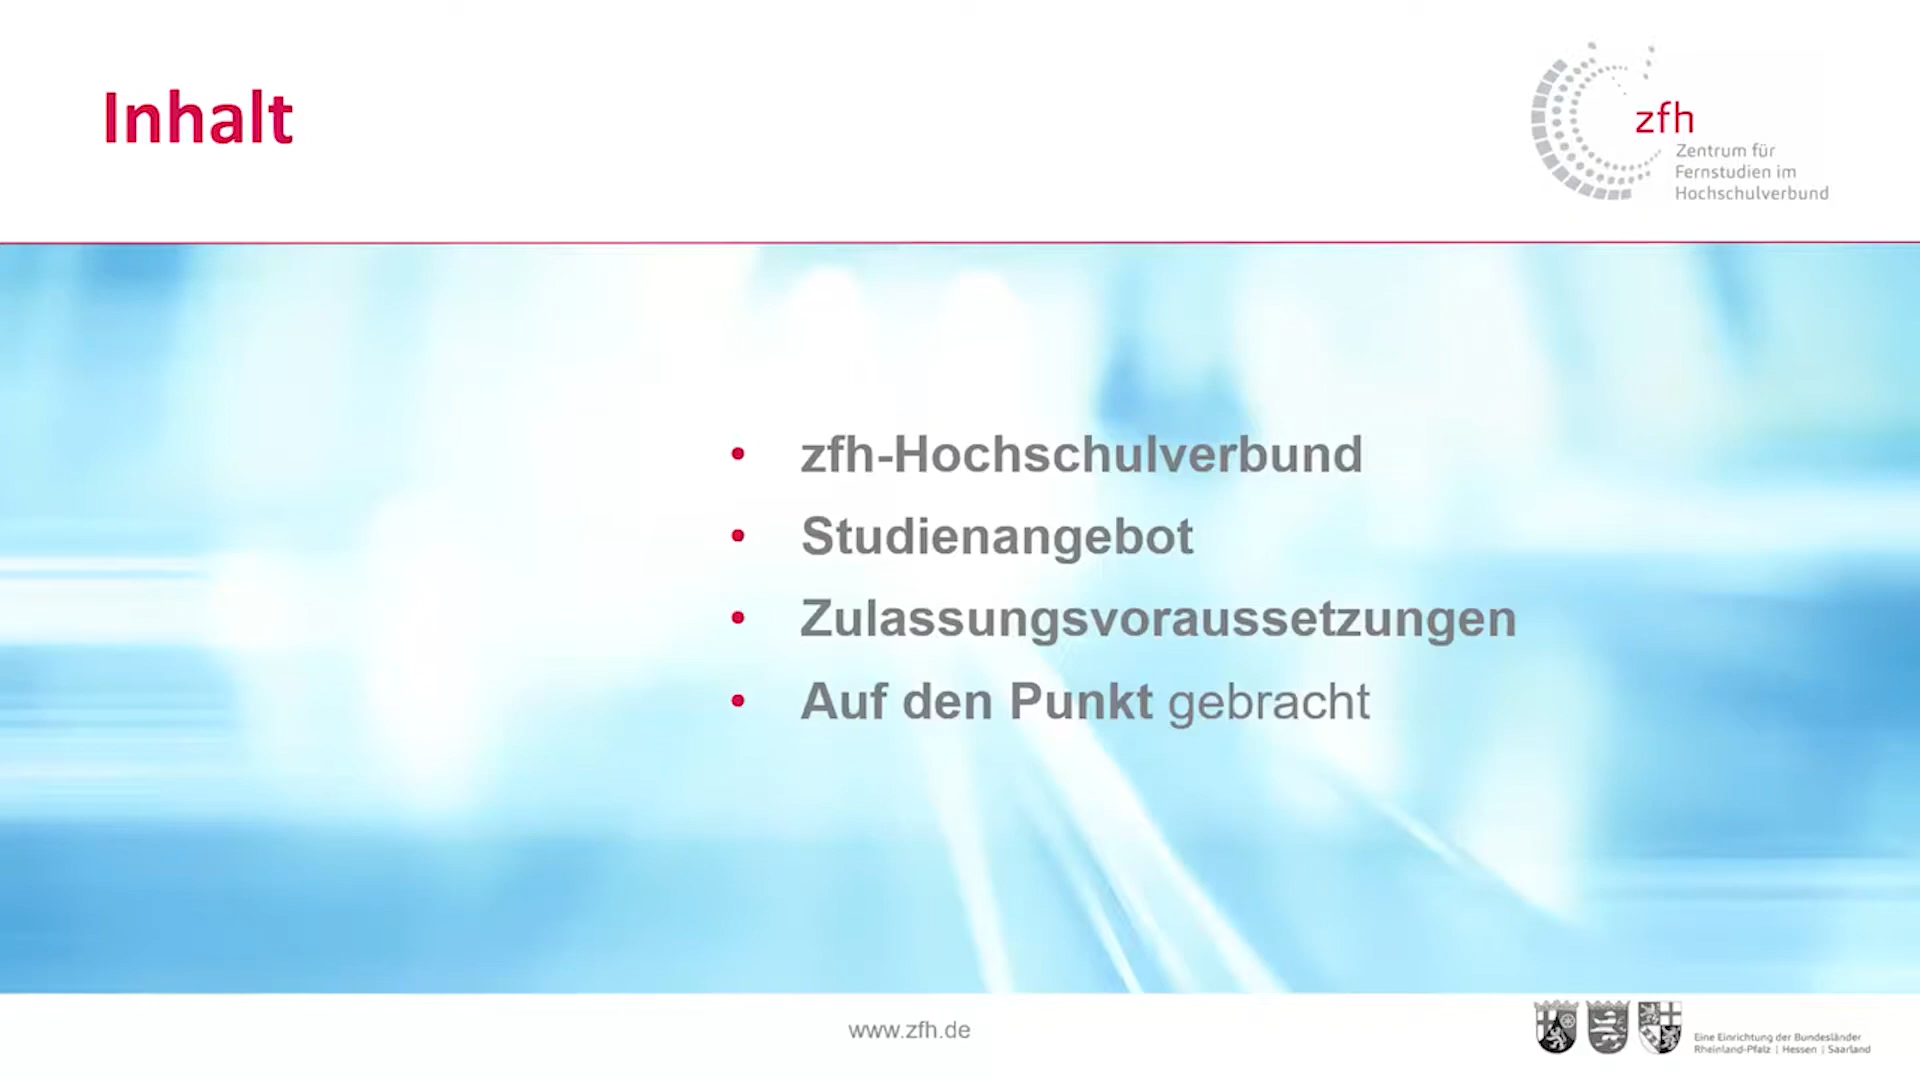 Inhalt
zfh
Zentrum für
Fernstudien im
Hochschulverbund
• zfh-Hochschulverbund
• Studienangebot
• Zulassungsvoraussetzungen
• Auf den Punkt gebracht
www.zfh.de
Eine Einrichtung der Bundesländer
Rheinland-Pfalz | Hessen | Saarland